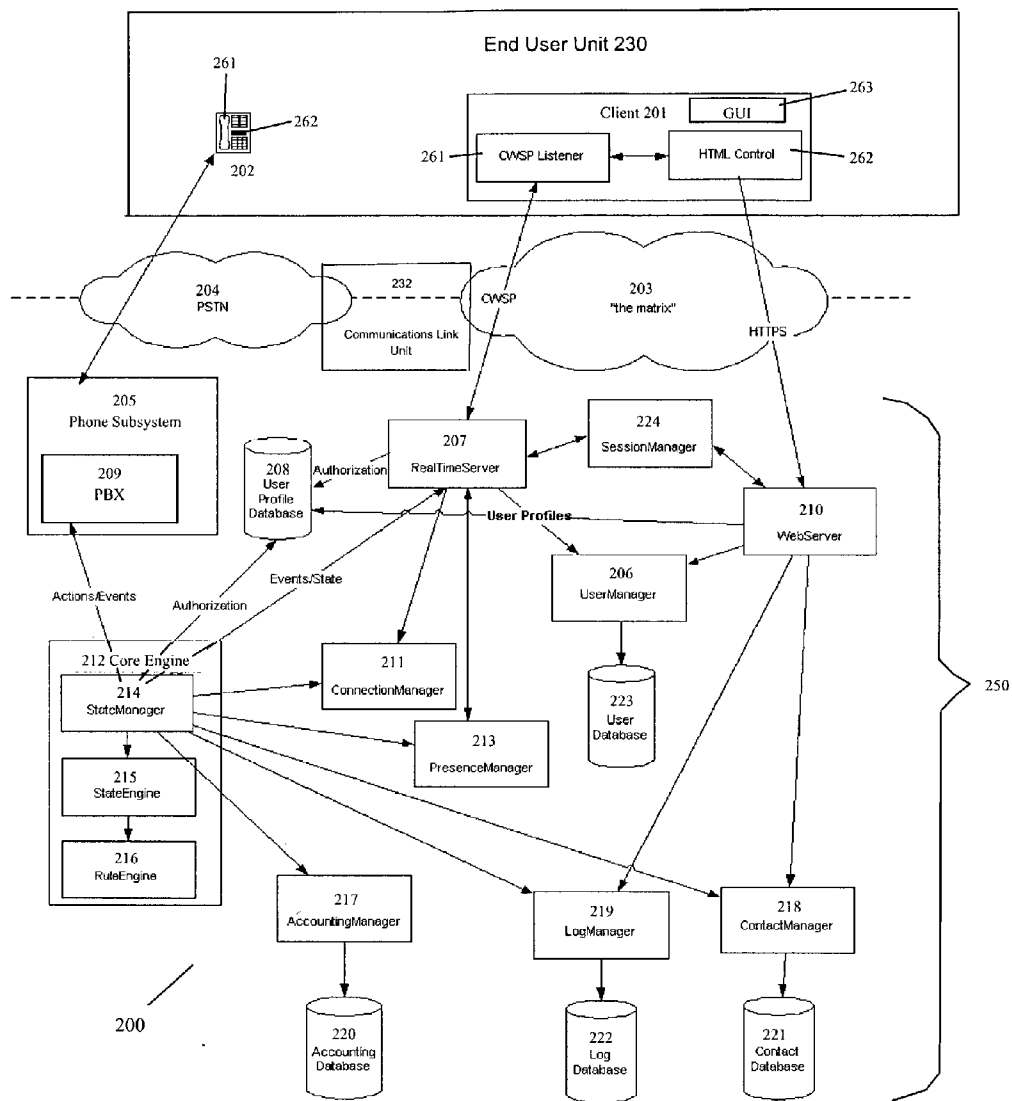 End User Unit 230
261
262
202
Client 201
GUI
263
261
CWSP Listener
HTML Control
262
204
PSTN
232
Communications Link
Unit
CWSP
203
"the matrix"
HTTPS
205
Phone Subsystem
209
PBX
208
User
Profile
Database
Authorization
207
RealTimeServer
224
SessionManager
210
WebServer
User Profiles
206
UserManager
Events/State
Actions/Events
Authorization
212 Core Engine
214
StateManager
211
ConnectionManager
223
User
Database
250
213
PresenceManager
215
StateEngine
216
RuleEngine
217
AccountingManager
219
LogManager
218
ContactManager
200
220
Accounting
Database
222
Log
Database
221
Contact
Database